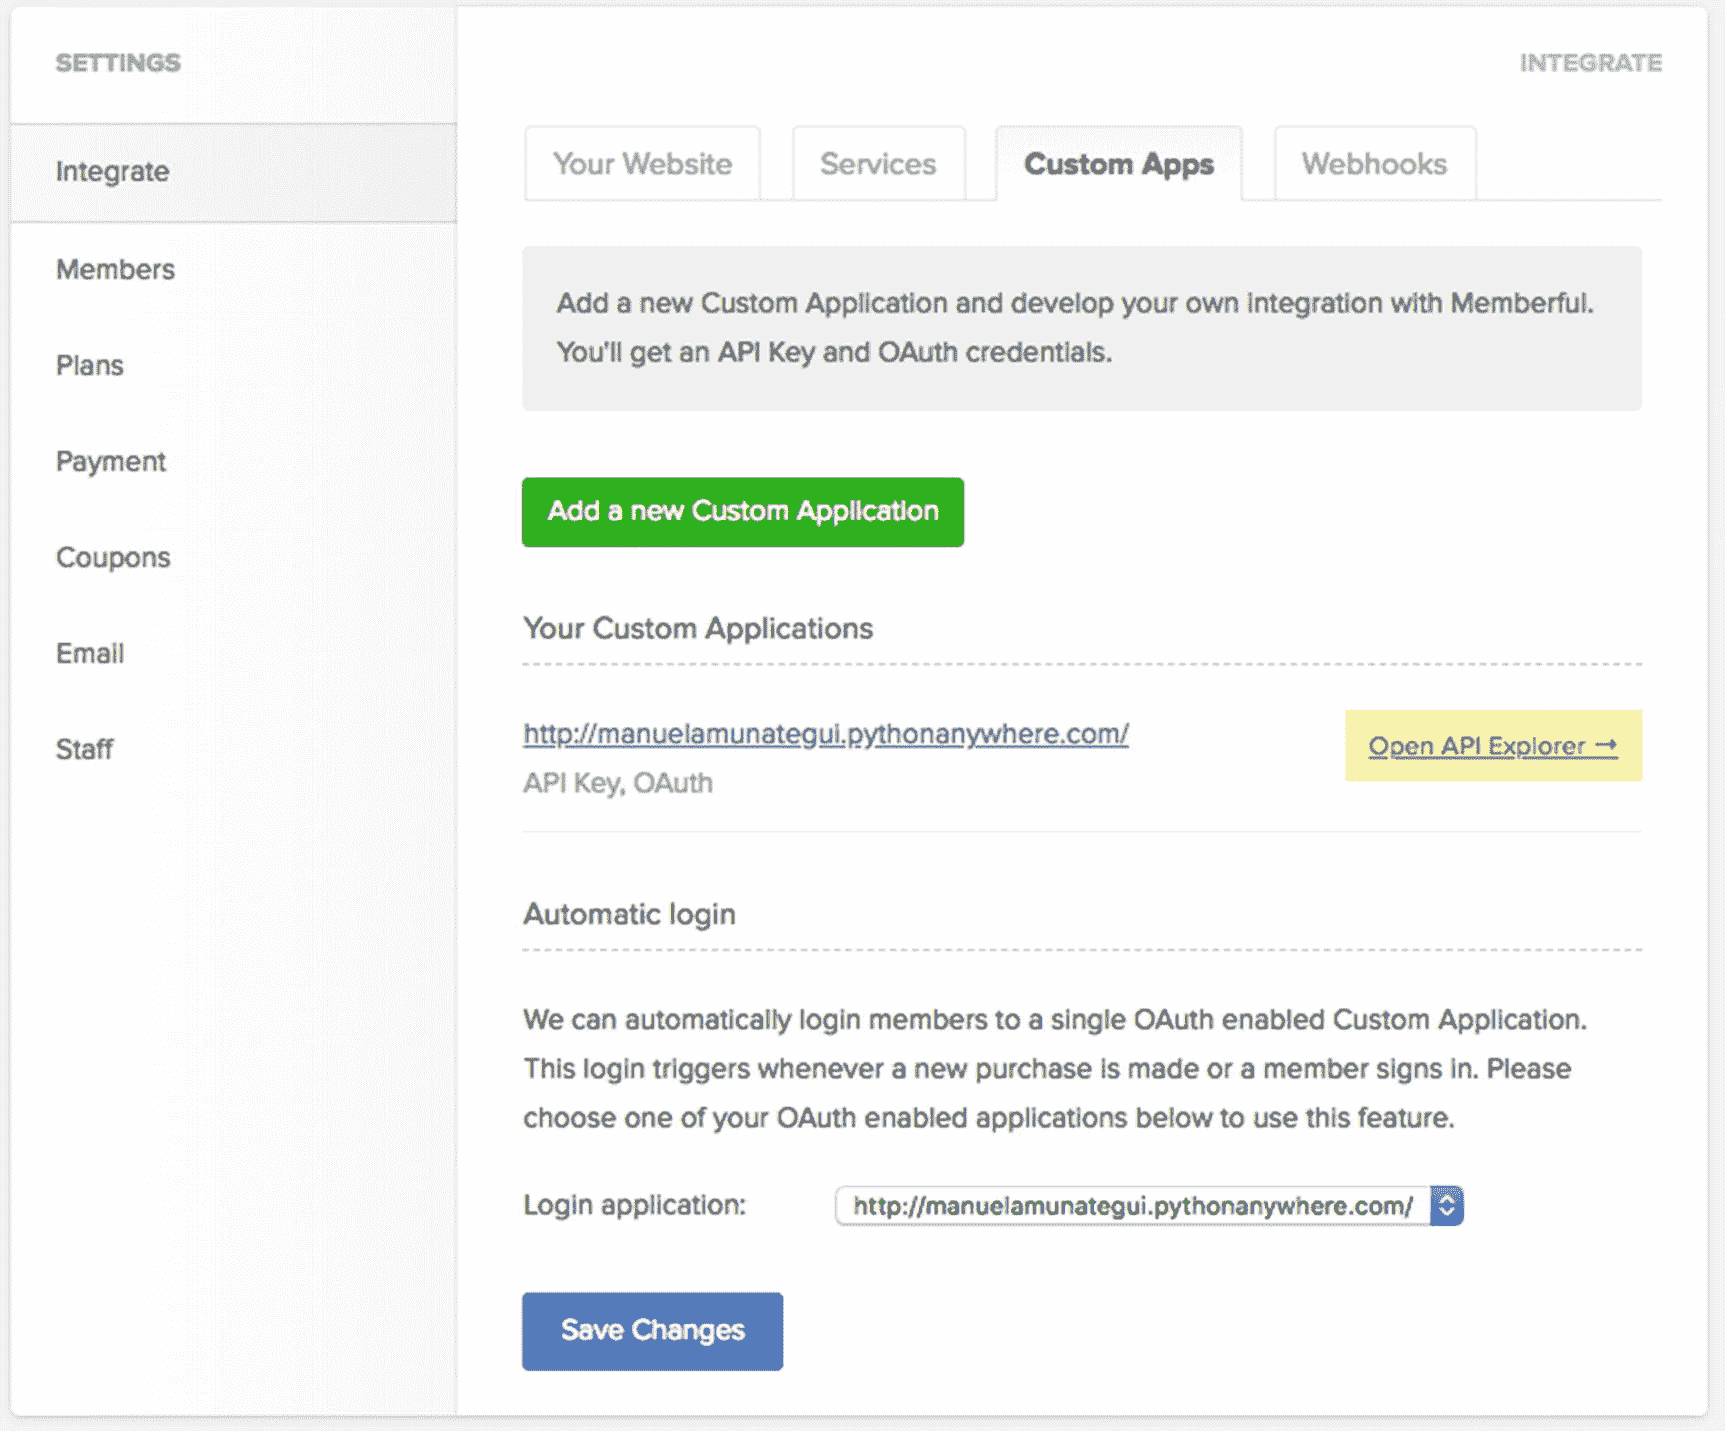 SETTINGS
INTEGRATE
Integrate
Members
Plans
Payment
Coupons
Email
Staff
Your Website
Services
Custom Apps
Webhooks
Add a new Custom Application and develop your own integration with Memberful.
You'll get an API Key and OAuth credentials.
Add a new Custom Application
Your Custom Applications
http://manuelamunategui.pythonanywhere.com/
Open API Explorer →
API Key, OAuth
Automatic login
We can automatically login members to a single OAuth enabled Custom Application.
This login triggers whenever a new purchase is made or a member signs in. Please
choose one of your OAuth enabled applications below to use this feature.
Login application:
http://manuelamunategui.pythonanywhere.com/
Save Changes